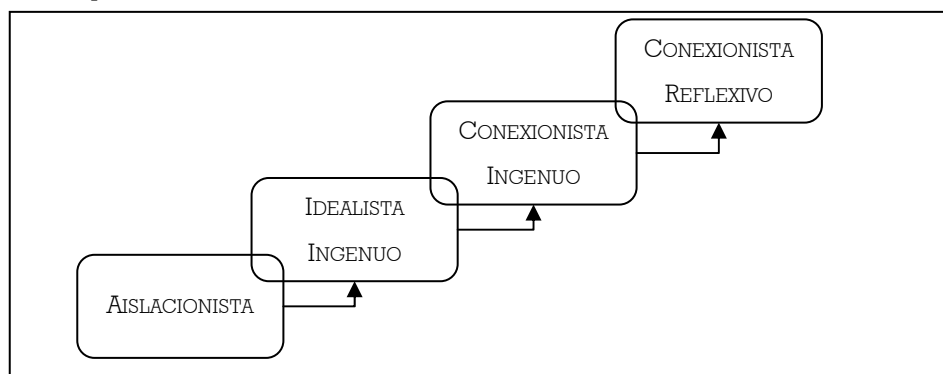 CONEXIONISTA
REFLEXIVO
CONEXIONISTA
INGENUO
IDEALISTA
INGENUO
AISLACIONISTA